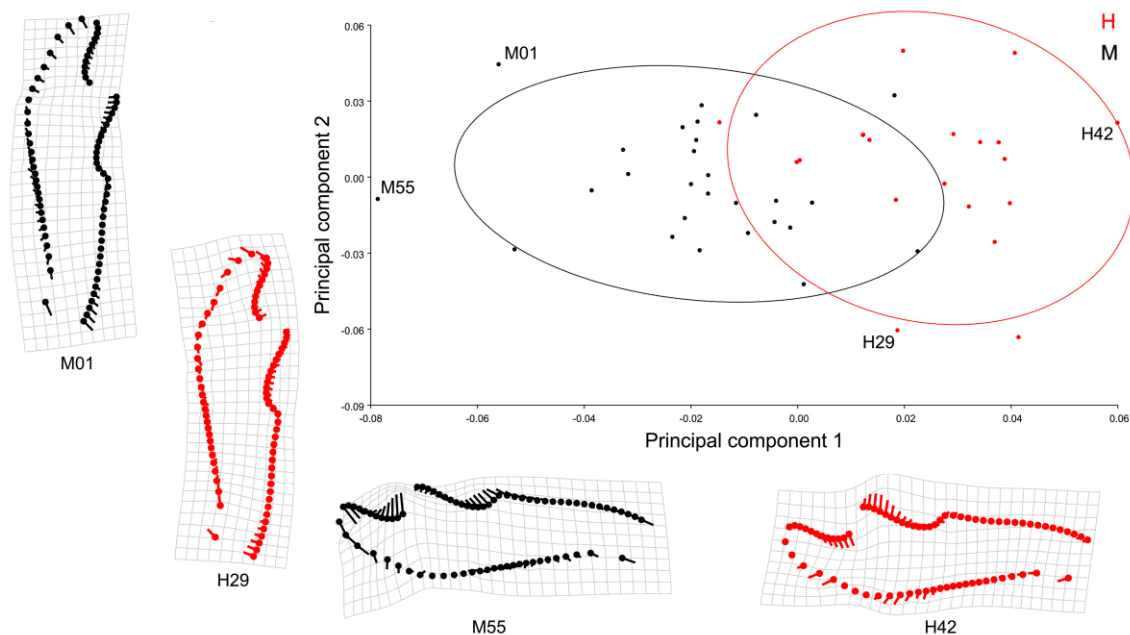 0.06
H
M
M01
0.03
H42
Principal component 2
0.00
M55
-0.03
H29
-0.06
M01
-0.09
-0.08
-0.06
-0.04
-0.02
0.00
0.02
0.04
0.06
Principal component 1
H29
M55
H42